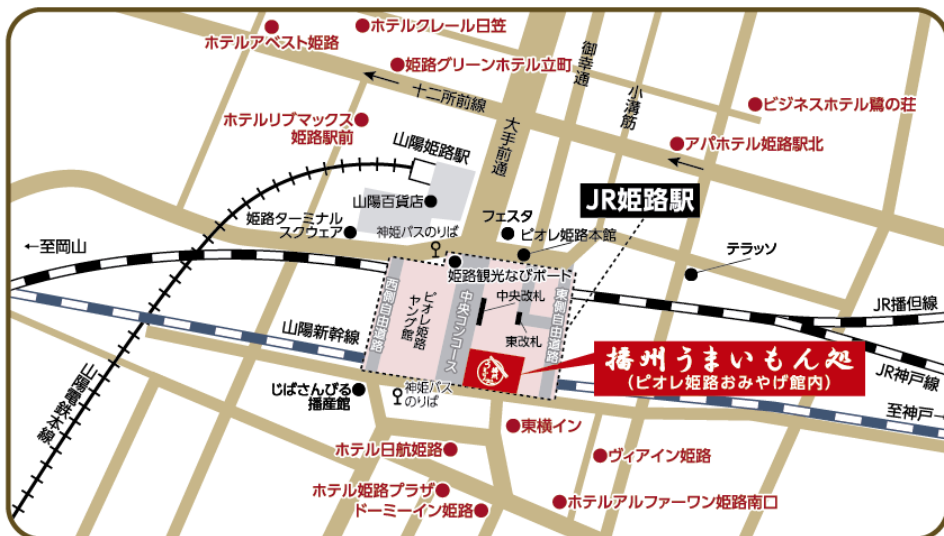 ホテルアベスト姫路
ホテルクレール日笠
姫路グリーンホテル立町
御幸通
小溝筋
ビジネスホテル鷺の荘
十二所前線
ホテルリブマックス
姫路駅前
大手前通
アパホテル姫路駅北
山陽姫路駅
山陽百貨店
JR姫路駅
姫路ターミナル
スクウェア
神姫バスのりば
フェスタ
ピオレ姫路本館
テラッソ
←至岡山
姫路観光なびポート
西側自由通路
ピオレ姫路
ヤング館
中央コンコース
中央改札
東改札
東側自由通路
JR播但線
山陽新幹線
山陽電鉄本線
播州うまいもん処
(ピオレ姫路おみやげ館内)
JR神戸線
至神戸→
じばさんびる
播産館
神姫バス
のりば
東横イン
ホテル日航姫路
ヴィアイン姫路
ホテル姫路プラザ
ドーミーイン姫路
ホテルアルファーワン姫路南口